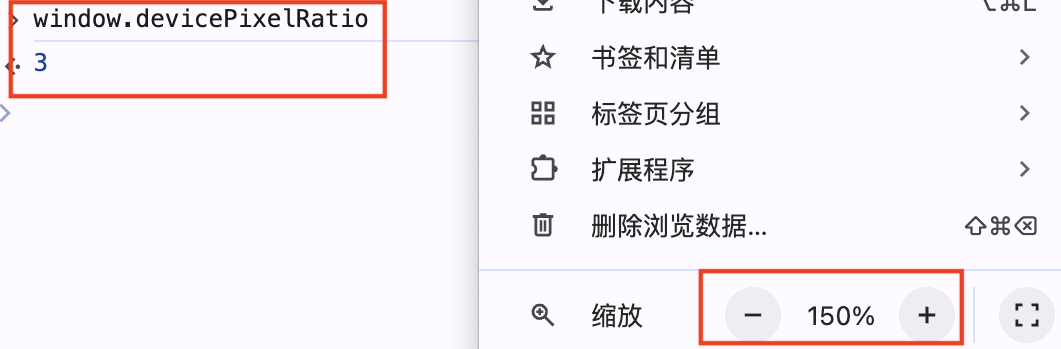 window.devicePixelRatio
3
下载内容
书签和清单
标签页分组
扩展程序
删除浏览数据... ⇧⌘⌫
缩放 − 150% +